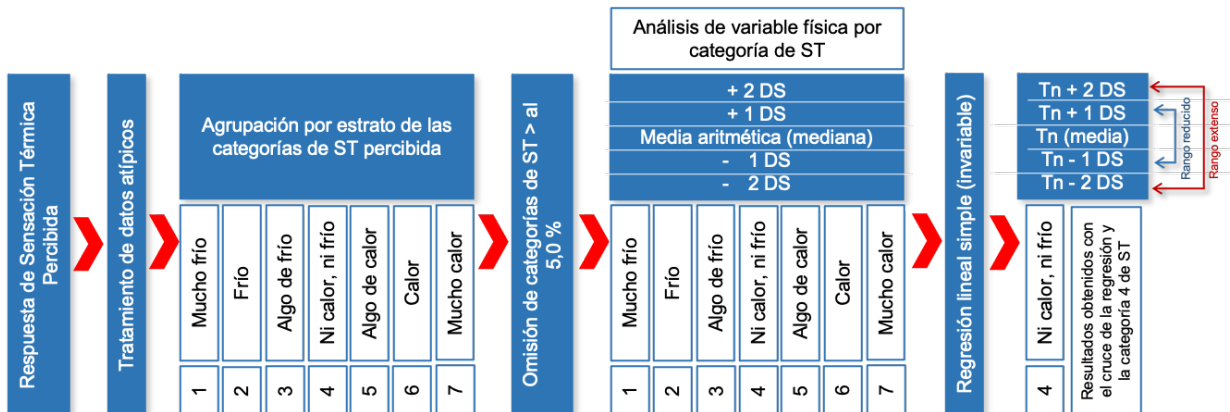 Respuesta de Sensación Térmica
Percibida
Tratamiento de datos atípicos
Agrupación por estrato de las
categorías de ST percibida
Mucho frío
Frío
Algo de frío
Ni calor, ni frío
Algo de calor
Calor
Mucho calor
1
2
3
4
5
6
7
Omisión de categorías de ST > al
5,0 %
Análisis de variable física por
categoría de ST
+ 2 DS
+ 1 DS
Media aritmética (mediana)
- 1 DS
- 2 DS
Mucho frío
Frío
Algo de frío
Ni calor, ni frío
Algo de calor
Calor
Mucho calor
1
2
3
4
5
6
7
Regresión lineal simple (invariable)
Tn + 2 DS
Tn + 1 DS
Tn (media)
Tn - 1 DS
Tn - 2 DS
Rango reducido
Rango extenso
Ni calor, ni frío
4
Resultados obtenidos con
el cruce de la regresión y
la categoría 4 de ST